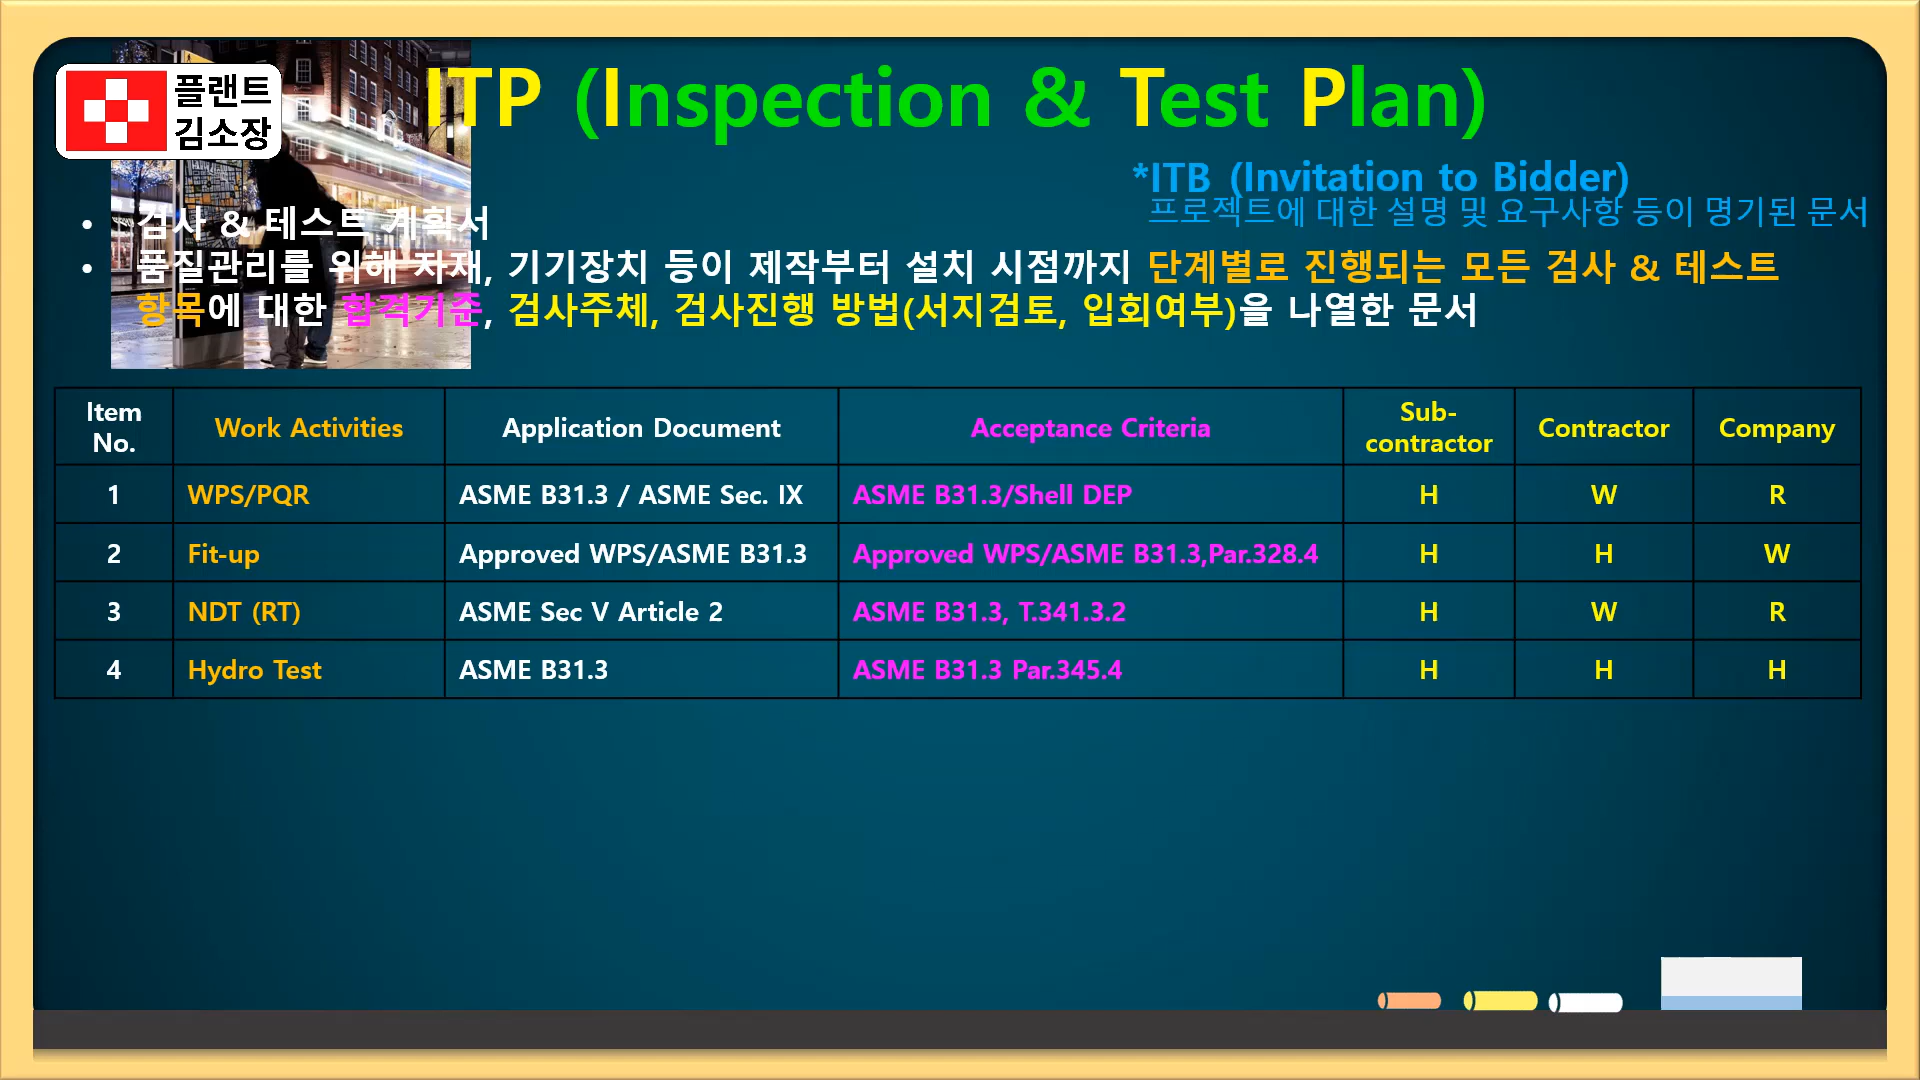 플랜트
김소장
ITP (Inspection & Test Plan)
*ITB (Invitation to Bidder)
프로젝트에 대한 설명 및 요구사항 등이 명기된 문서
• 검사 & 테스트 계획서
• 품질관리를 위해 자재, 기기장치 등이 제작부터 설치 시점까지 단계별로 진행되는 모든 검사 & 테스트
항목에 대한 합격기준, 검사주체, 검사진행 방법(서지검토, 입회여부)을 나열한 문서
Item No. Work Activities Application Document Acceptance Criteria Sub-contractor Contractor Company
1 WPS/PQR ASME B31.3 / ASME Sec. IX ASME B31.3/Shell DEP H W R
2 Fit-up Approved WPS/ASME B31.3 Approved WPS/ASME B31.3,Par.328.4 H H W
3 NDT (RT) ASME Sec V Article 2 ASME B31.3, T.341.3.2 H W R
4 Hydro Test ASME B31.3 ASME B31.3 Par.345.4 H H H